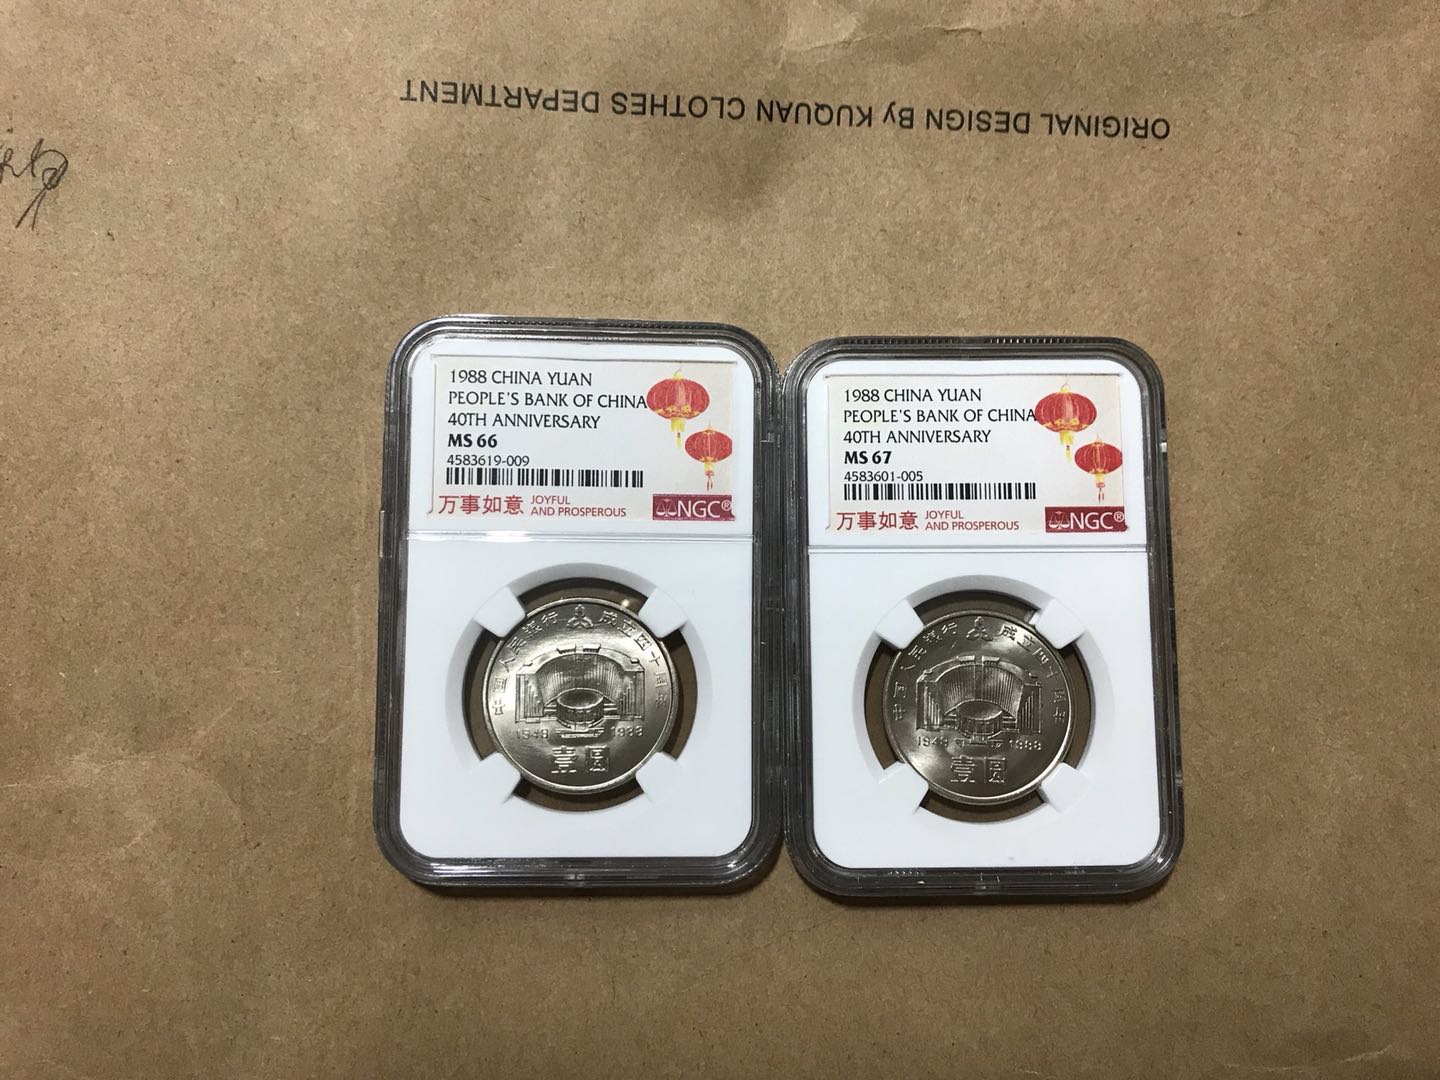 ORIGINAL DESIGN By KUQUAN CLOTHES DEPARTMENT
1988 CHINA YUAN
PEOPLE'S BANK OF CHINA
40TH ANNIVERSARY
MS 66
4583619-009
万事如意 JOYFUL
AND PROSPEROUS
NGC®
中国人民银行 成立四十周年
1948 1988
壹圆
1988 CHINA YUAN
PEOPLE'S BANK OF CHINA
40TH ANNIVERSARY
MS 67
4583601-005
万事如意 JOYFUL
AND PROSPEROUS
NGC®
中国人民银行 成立四十周年
1948 1988
壹圆